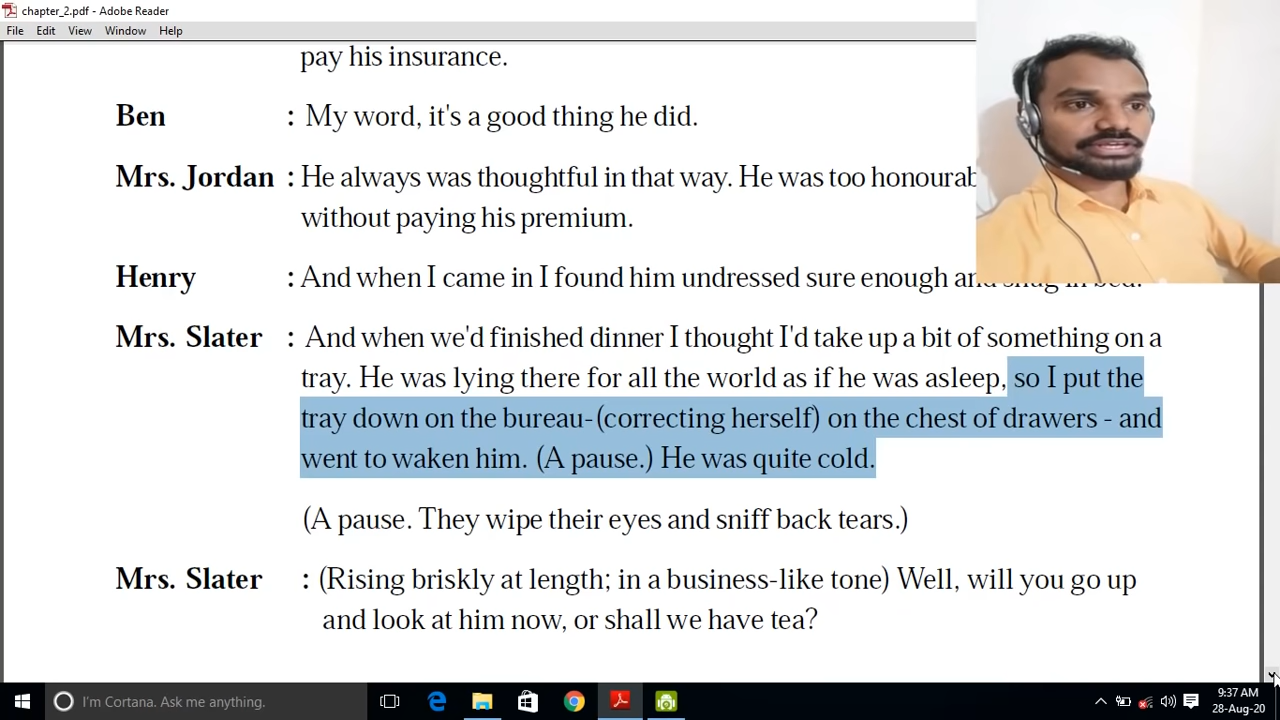 chapter_2.pdf - Adobe Reader
File Edit View Window Help
pay his insurance.
Ben : My word, it's a good thing he did.
Mrs. Jordan : He always was thoughtful in that way. He was too
without paying his premium.
Henry : And when I came in I found him undressed sure enough and snug in bed.
Mrs. Slater : And when we'd finished dinner I thought I'd take up a bit of something on a
tray. He was lying there for all the world as if he was asleep, so I put the
tray down on the bureau-(correcting herself) on the chest of drawers - and
went to waken him. (A pause.) He was quite cold.
(A pause. They wipe their eyes and sniff back tears.)
Mrs. Slater : (Rising briskly at length; in a business-like tone) Well, will you go up
and look at him now, or shall we have tea?
I'm Cortana. Ask me anything.
9:37 AM
28-Aug-20